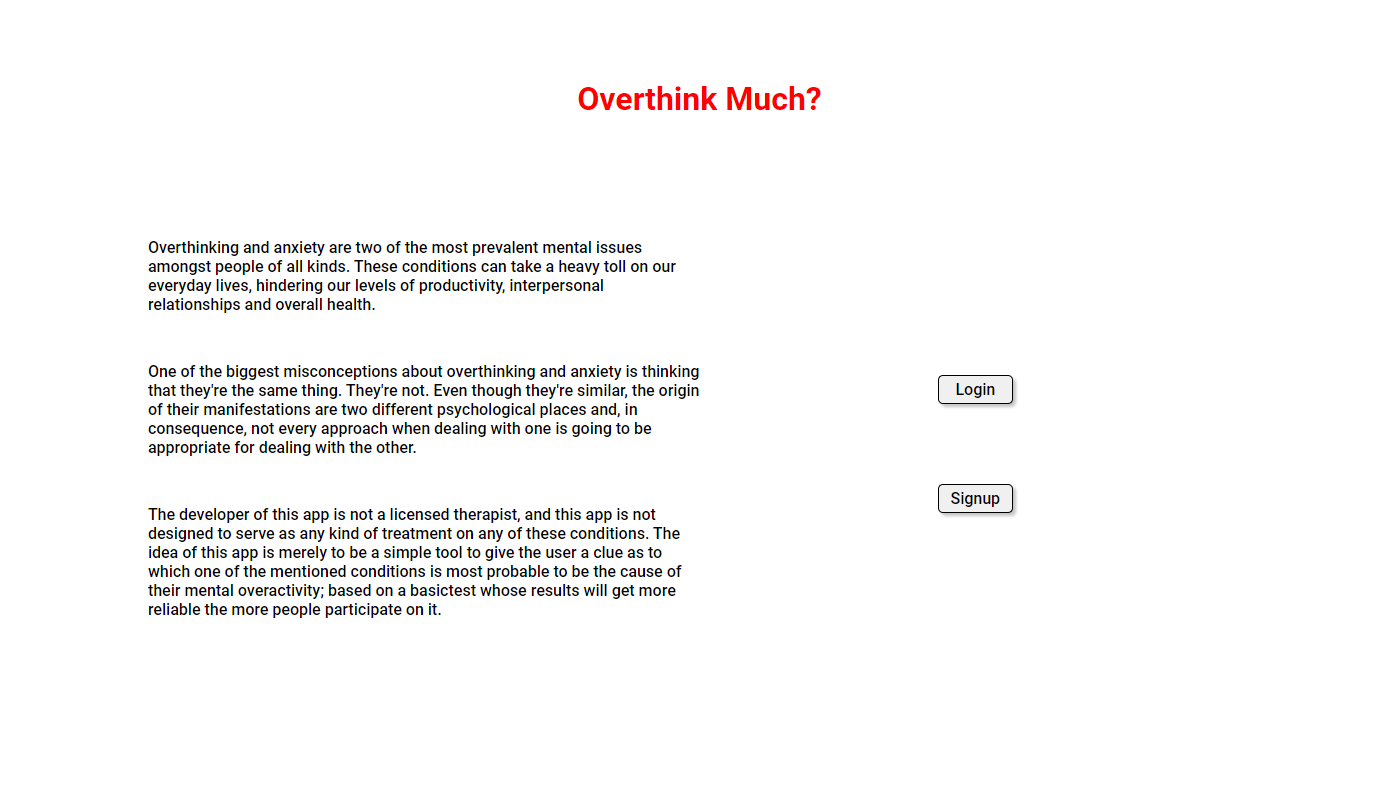 Overthink Much?
Overthinking and anxiety are two of the most prevalent mental issues
amongst people of all kinds. These conditions can take a heavy toll on our
everyday lives, hindering our levels of productivity, interpersonal
relationships and overall health.
One of the biggest misconceptions about overthinking and anxiety is thinking
that they're the same thing. They're not. Even though they're similar, the origin
of their manifestations are two different psychological places and, in
consequence, not every approach when dealing with one is going to be
appropriate for dealing with the other.
The developer of this app is not a licensed therapist, and this app is not
designed to serve as any kind of treatment on any of these conditions. The
idea of this app is merely to be a simple tool to give the user a clue as to
which one of the mentioned conditions is most probable to be the cause of
their mental overactivity; based on a basictest whose results will get more
reliable the more people participate on it.
Login
Signup